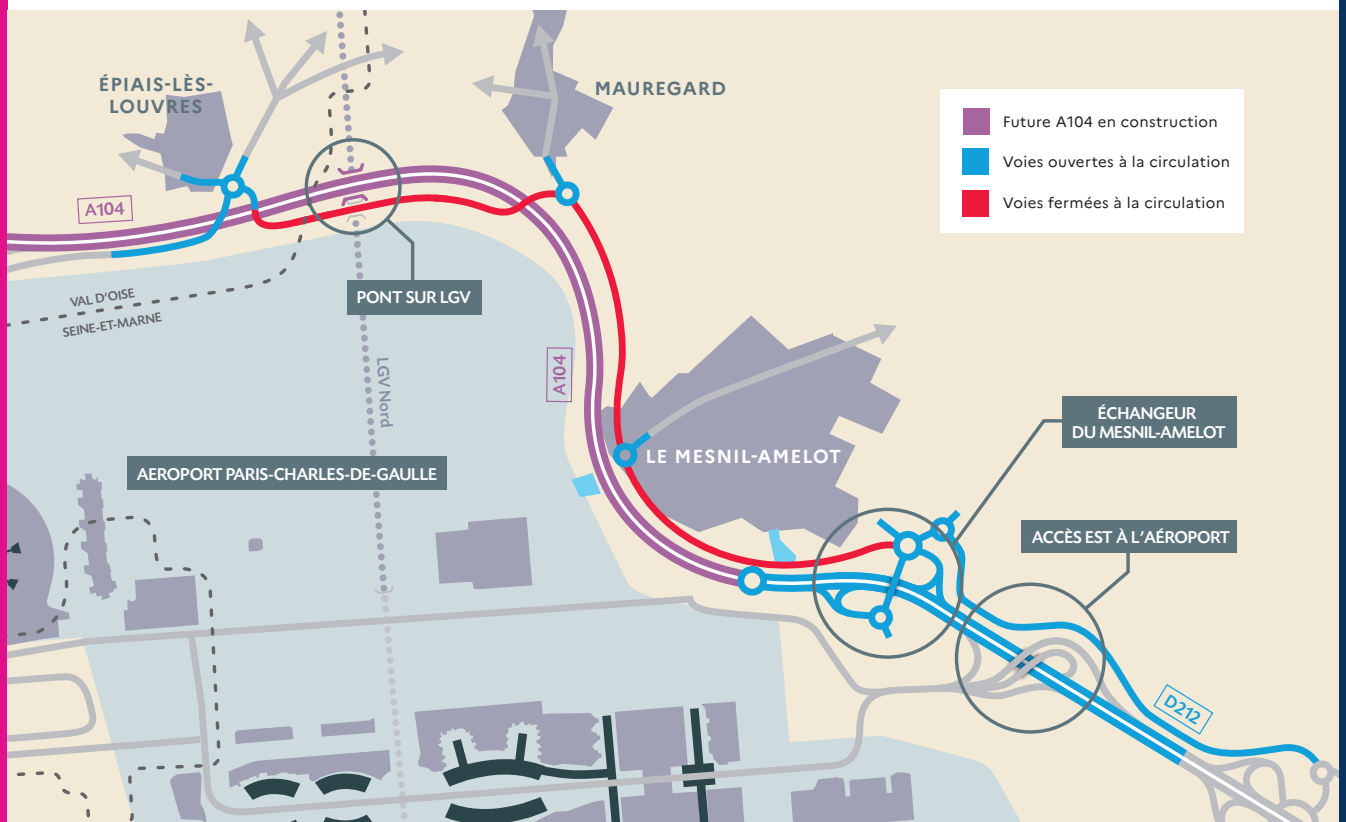 ÉPIAIS-LÈS-
LOUVRES
MAUREGARD
Future A104 en construction
Voies ouvertes à la circulation
Voies fermées à la circulation
A104
PONT SUR LGV
VAL D'OISE
SEINE-ET-MARNE
LGV Nord
A104
ÉCHANGEUR
DU MESNIL-AMELOT
LE MESNIL-AMELOT
AEROPORT PARIS-CHARLES-DE-GAULLE
ACCÈS EST À L'AÉROPORT
D212